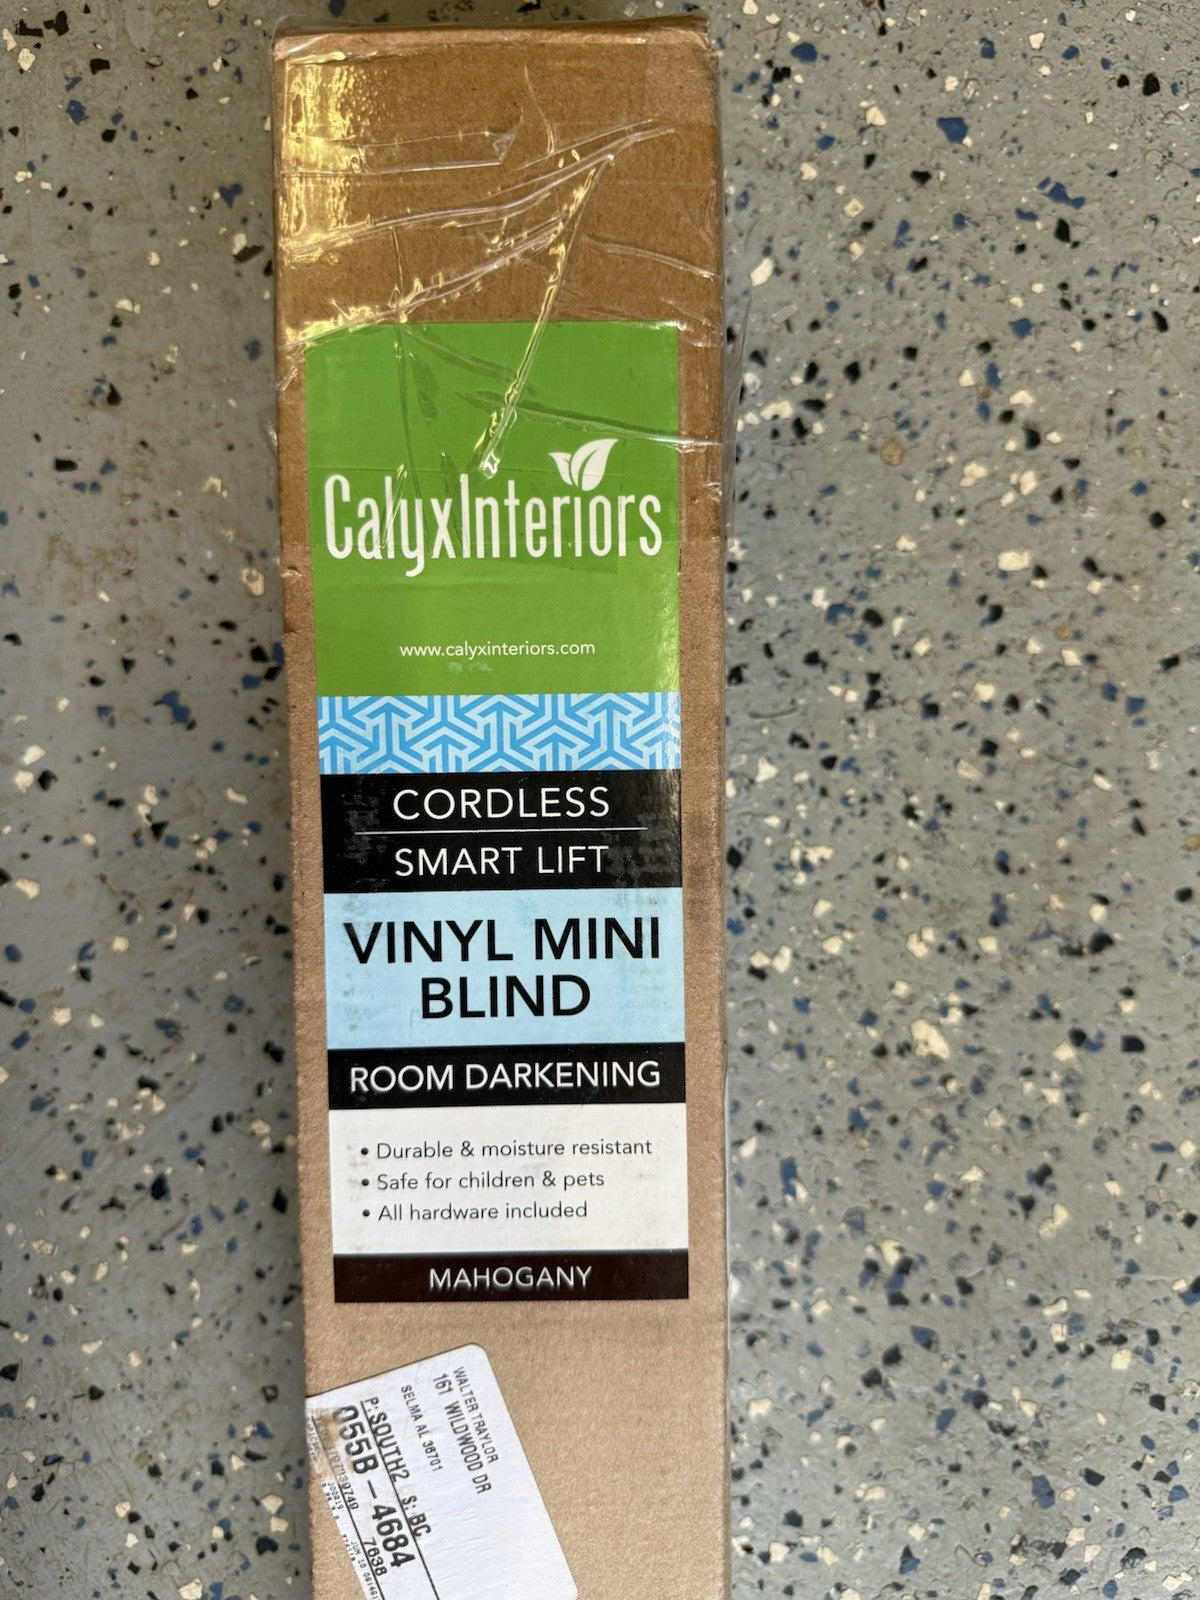 CalyxInteriors
www.calyxinteriors.com
CORDLESS
SMART LIFT
VINYL MINI
BLIND
ROOM DARKENING
• Durable & moisture resistant
• Safe for children & pets
• All hardware included
MAHOGANY
WALTER TRAYLOR
161 WILDWOOD DR
SELMA AL 36701
P: SOUTH2 S: BC
055B-4684
7638